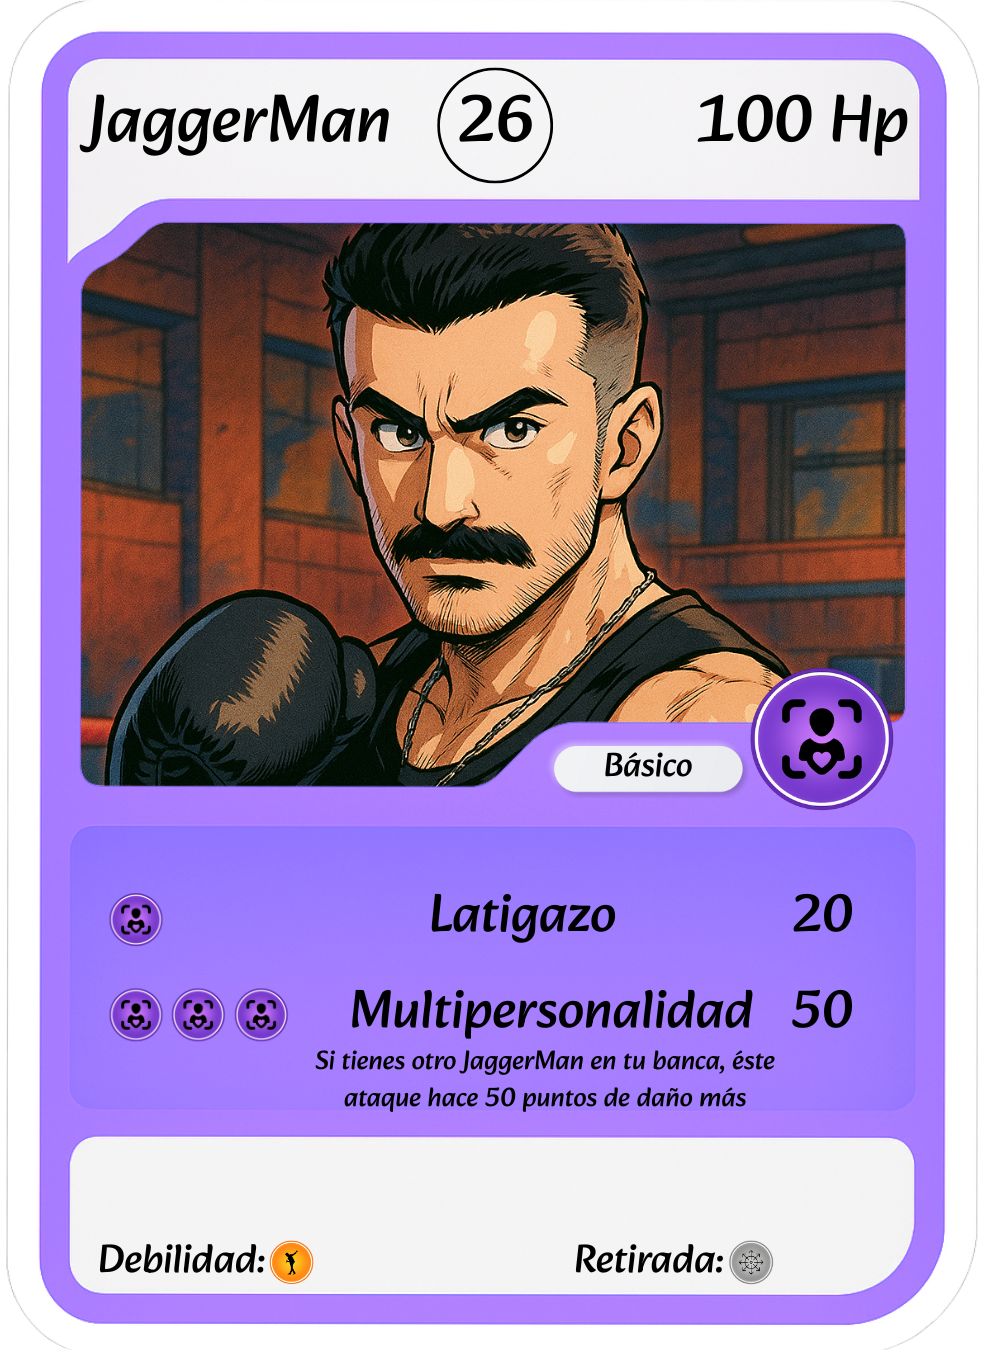 JaggerMan 26 100 Hp
Básico
Latigazo 20
Multipersonalidad 50
Si tienes otro JaggerMan en tu banca, éste
ataque hace 50 puntos de daño más
Debilidad: Retirada: